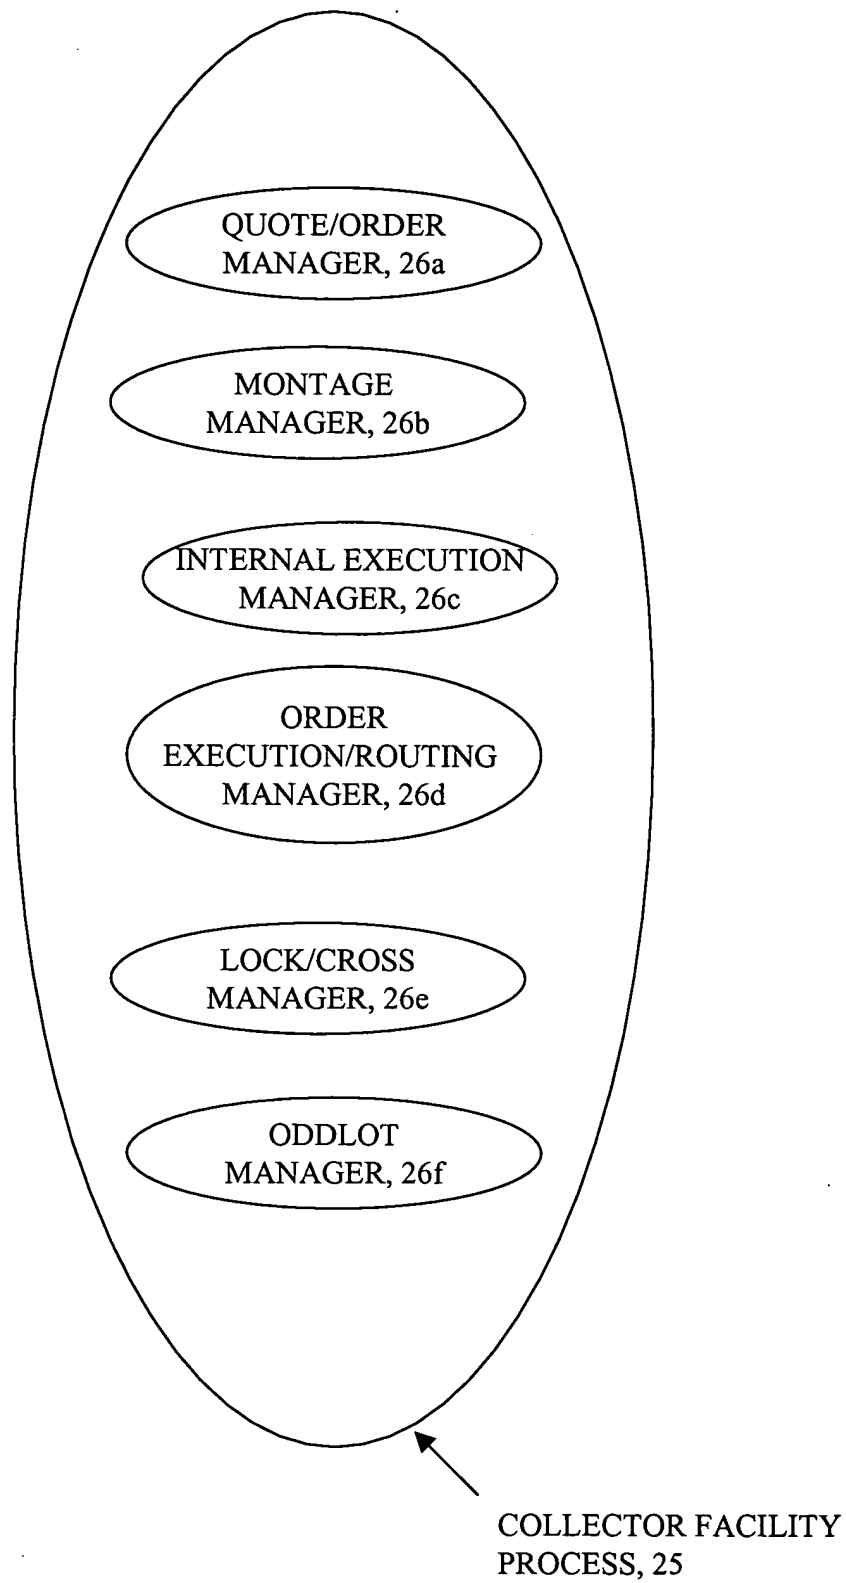 QUOTE/ORDER
MANAGER, 26a
MONTAGE
MANAGER, 26b
INTERNAL EXECUTION
MANAGER, 26c
ORDER
EXECUTION/ROUTING
MANAGER, 26d
LOCK/CROSS
MANAGER, 26e
ODDLOT
MANAGER, 26f
COLLECTOR FACILITY
PROCESS, 25